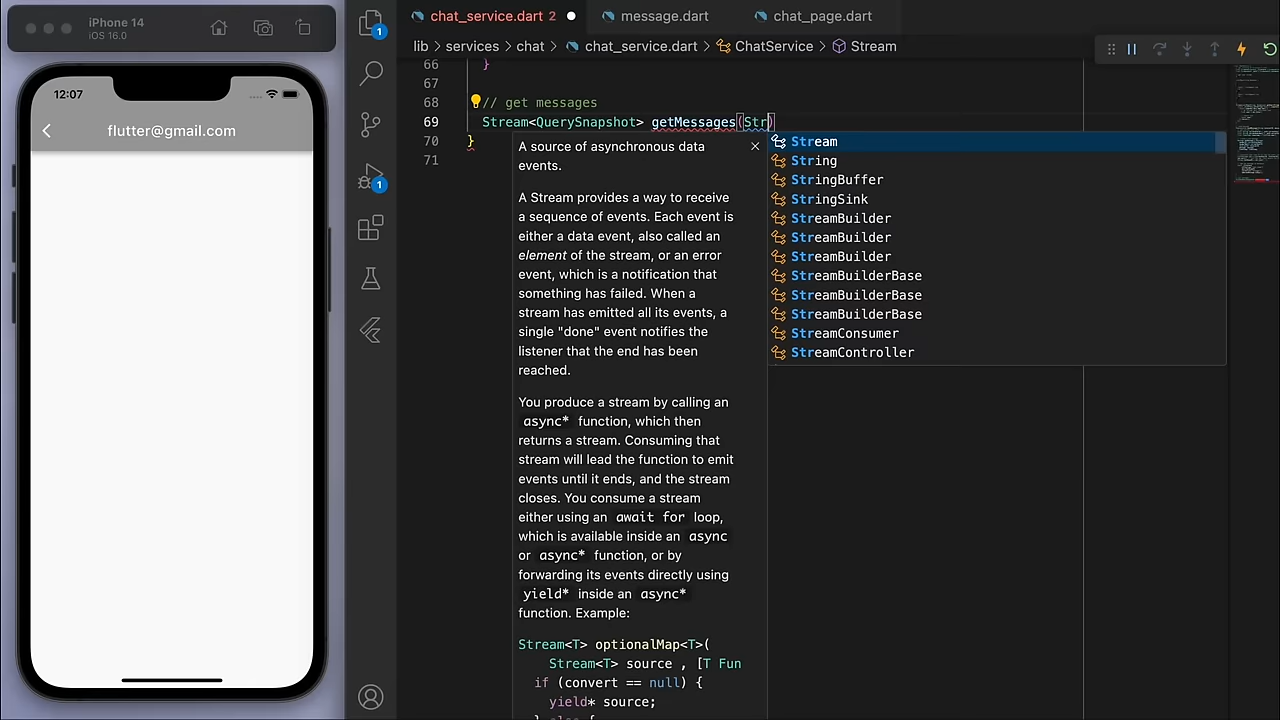 iPhone 14
iOS 16.0
12:07
flutter@gmail.com
1
1
chat_service.dart 2
message.dart
chat_page.dart
lib > services > chat > chat_service.dart > ChatService > Stream
66 }
67
68 // get messages
69 Stream<QuerySnapshot> getMessages(Str)
70 }
71
A source of asynchronous data
events.
A Stream provides a way to receive
a sequence of events. Each event is
either a data event, also called an
element of the stream, or an error
event, which is a notification that
something has failed. When a
stream has emitted all its events, a
single "done" event notifies the
listener that the end has been
reached.
You produce a stream by calling an
async* function, which then
returns a stream. Consuming that
stream will lead the function to emit
events until it ends, and the stream
closes. You consume a stream
either using an await for loop,
which is available inside an async
or async* function, or by
forwarding its events directly using
yield* inside an async*
function. Example:
Stream<T> optionalMap<T>(
Stream<T> source , [T Fun
if (convert == null) {
yield* source;
} else {
Stream
String
StringBuffer
StringSink
StreamBuilder
StreamBuilder
StreamBuilder
StreamBuilderBase
StreamBuilderBase
StreamBuilderBase
StreamConsumer
StreamController